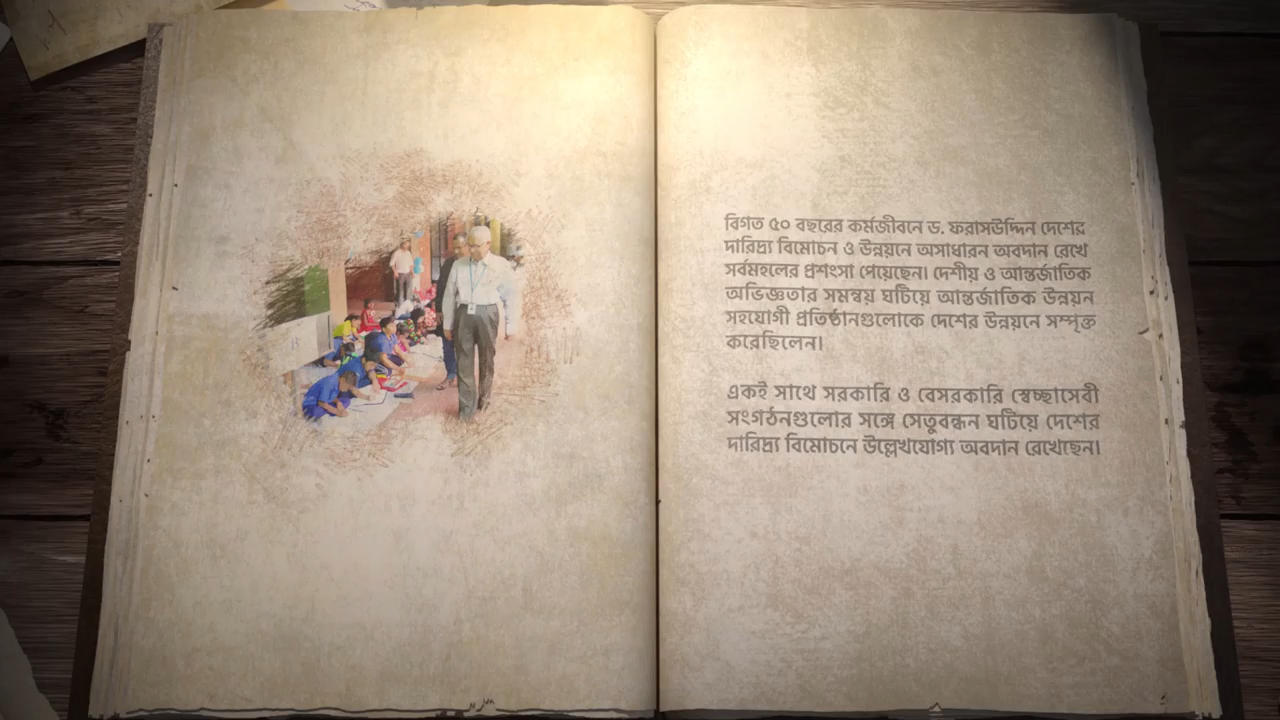 বিগত ৫০ বছরের কর্মজীবনে ড. ফরাসউদ্দিন দেশের
দারিদ্র্য বিমোচন ও উন্নয়নে অসাধারন অবদান রেখে
সর্বমহলের প্রশংসা পেয়েছেন। দেশীয় ও আন্তর্জাতিক
অভিজ্ঞতার সমন্বয় ঘটিয়ে আন্তর্জাতিক উন্নয়ন
সহযোগী প্রতিষ্ঠানগুলোকে দেশের উন্নয়নে সম্পৃক্ত
করেছিলেন।
একই সাথে সরকারি ও বেসরকারি স্বেচ্ছাসেবী
সংগঠনগুলোর সঙ্গে সেতুবন্ধন ঘটিয়ে দেশের
দারিদ্র্য বিমোচনে উল্লেখযোগ্য অবদান রেখেছেন।